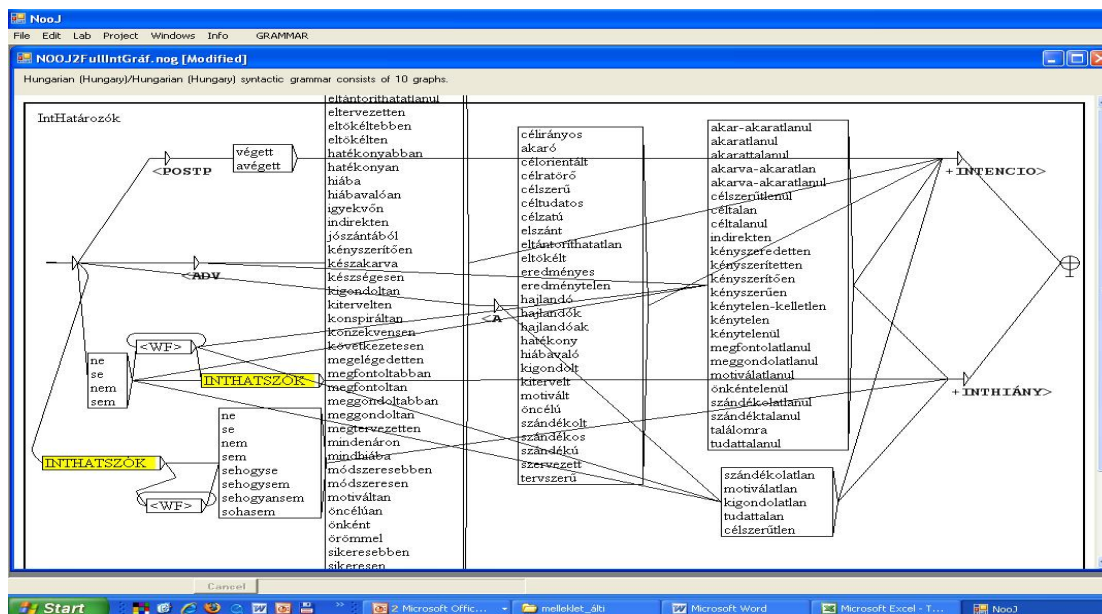 NooJ
File Edit Lab Project Windows Info GRAMMAR
NOOJ2FullIntGráf.nog [Modified]
Hungarian (Hungary)/Hungarian (Hungary) syntactic grammar consists of 10 graphs.
IntHatározók
végett
avégett
<POSTP
<ADV
<WF>
ne
se
nem
sem
INTHATSZÓK
INTHATSZÓK
<WF>
ne
se
nem
sem
sehogyse
sehogysem
sehogyansem
sohasem
eltántoríthatatlanul
eltervezetten
eltökéltebben
eltökélten
hatékonyabban
hatékonyan
hiába
hiábavalóan
igyekvőn
indirekten
jószántából
kényszerítően
készakarva
készségesen
kigondoltan
kitervelten
konspiráltan
konzekvensen
következetesen
megelégedetten
megfontoltabban
megfontoltan
meggondoltabban
meggondoltan
megtervezetten
mindenáron
mindhiába
módszeresebben
módszeresen
motiváltan
öncélúan
önként
örömmel
sikeresebben
sikeresen
<A
célirányos
akaró
célorientált
célratörő
célszerű
céltudatos
célzatú
elszánt
eltántoríthatatlan
eltökélt
eredményes
eredménytelen
hajlandó
hajlandók
hajlandóak
hatékony
hiábavaló
kigondolt
kitervelt
motivált
öncélú
szándékolt
szándékos
szándékú
szervezett
tervszerű
akar-akaratlanul
akaratlanul
akarattalanul
akarva-akaratlan
akarva-akaratlanul
célszerűtlenül
céltalan
céltalanul
indirekten
kényszeredetten
kényszerítetten
kényszerítően
kényszerűen
kénytelen-kelletlen
kénytelen
kénytelenül
megfontolatlanul
meggondolatlanul
motiválatlanul
önkéntelenül
szándékolatlanul
szándéktalanul
találomra
tudattalanul
szándékolatlan
motiválatlan
kigondolatlan
tudattalan
célszerűtlen
+INTENCIO>
+INTHIÁNY>
Cancel
Start
2 Microsoft Offic...
melleklet_álti
Microsoft Word
Microsoft Excel - T...
NooJ